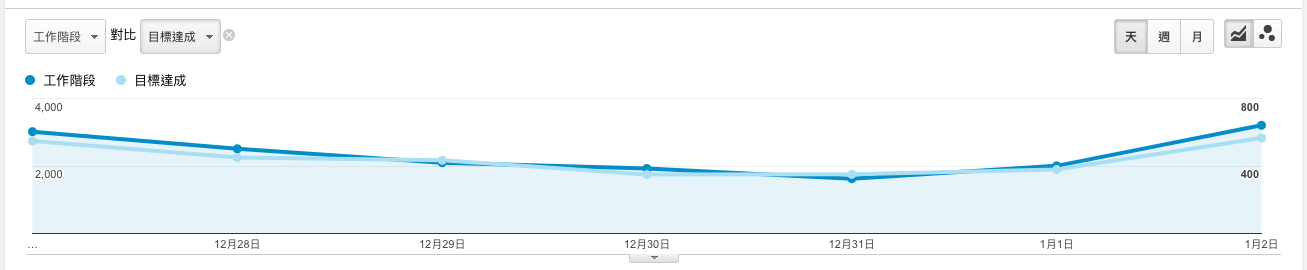 工作階段 對比 目標達成 天 週 月
工作階段 目標達成
4,000 800
2,000 400
... 12月28日 12月29日 12月30日 12月31日 1月1日 1月2日